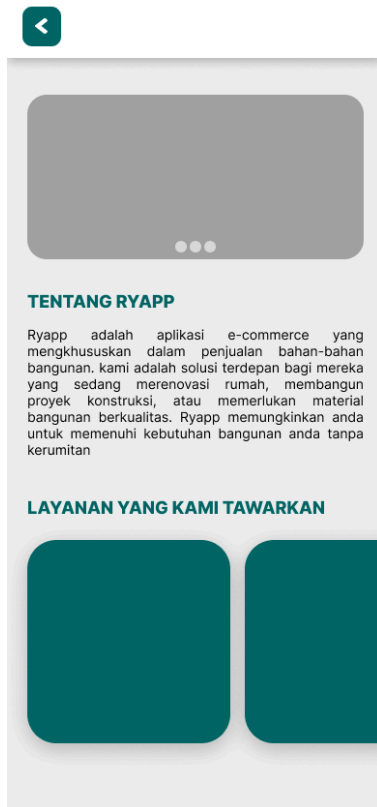 TENTANG RYAPP
Ryapp adalah aplikasi e-commerce yang
mengkhususkan dalam penjualan bahan-bahan
bangunan. kami adalah solusi terdepan bagi mereka
yang sedang merenovasi rumah, membangun
proyek konstruksi, atau memerlukan material
bangunan berkualitas. Ryapp memungkinkan anda
untuk memenuhi kebutuhan bangunan anda tanpa
kerumitan
LAYANAN YANG KAMI TAWARKAN